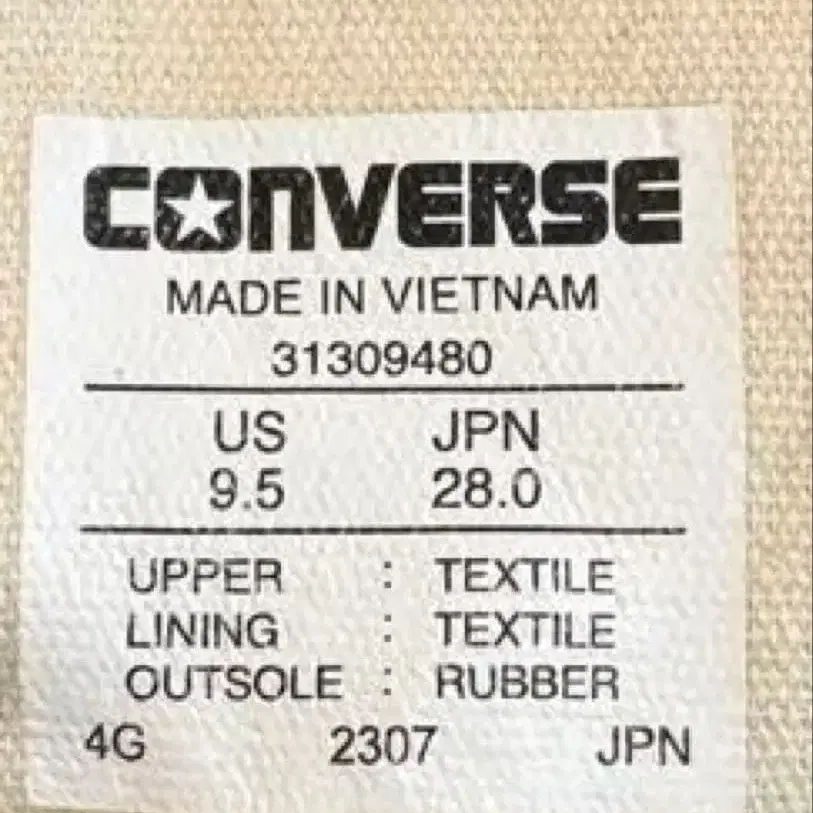 CONVERSE
MADE IN VIETNAM
31309480
US JPN
9.5 28.0
UPPER : TEXTILE
LINING : TEXTILE
OUTSOLE : RUBBER
4G 2307 JPN